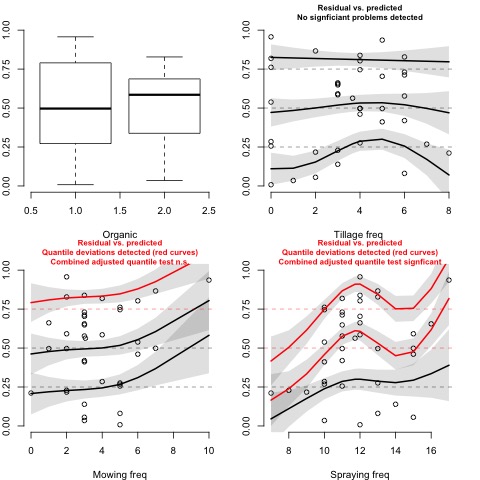 0.00 0.25 0.50 0.75 1.00
0.5 1.0 1.5 2.0 2.5
Organic
Residual vs. predicted
No signficiant problems detected
0.00 0.25 0.50 0.75 1.00
0 2 4 6 8
Tillage freq
Residual vs. predicted
Quantile deviations detected (red curves)
Combined adjusted quantile test n.s.
0.00 0.25 0.50 0.75 1.00
0 2 4 6 8 10
Mowing freq
Residual vs. predicted
Quantile deviations detected (red curves)
Combined adjusted quantile test signficant
0.00 0.25 0.50 0.75 1.00
8 10 12 14 16
Spraying freq